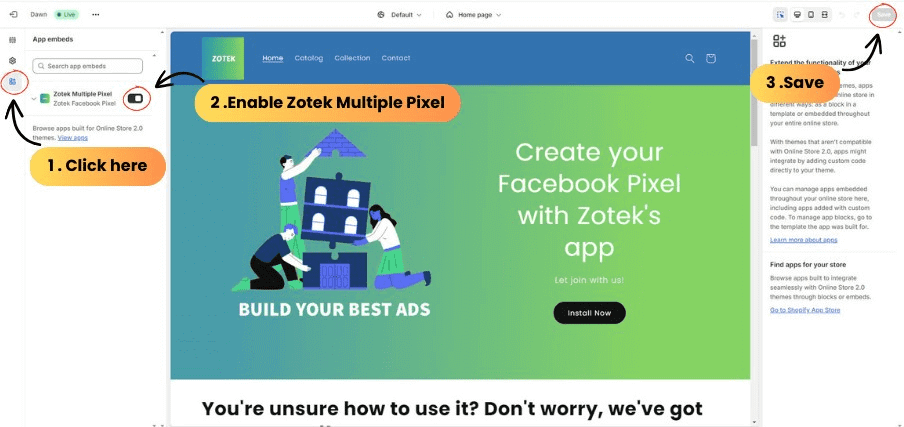 Dawn
Live
Default
Home page
Save
App embeds
Search app embeds
Zotek Multiple Pixel
Zotek Facebook Pixel
Browse apps built for Online Store 2.0
themes. View apps
1 . Click here
2 .Enable Zotek Multiple Pixel
3 .Save
ZOTEK
Home
Catalog
Collection
Contact
Create your
Facebook Pixel
with Zotek's
app
Let join with us!
Install Now
BUILD YOUR BEST ADS
You're unsure how to use it? Don't worry, we've got
Extend the functionality of your
themes, apps
online store in
different ways: as a block in a
template or embedded throughout
your entire online store.
With themes that aren't compatible
with Online Store 2.0, apps might
integrate by adding custom code
directly to your theme.
You can manage apps embedded
throughout your online store here,
including apps added with custom
code. To manage app blocks, go to
the template the app was built for.
Learn more about apps
Find apps for your store
Browse apps built to integrate
seamlessly with Online Store 2.0
themes through blocks or embeds.
Go to Shopify App Store